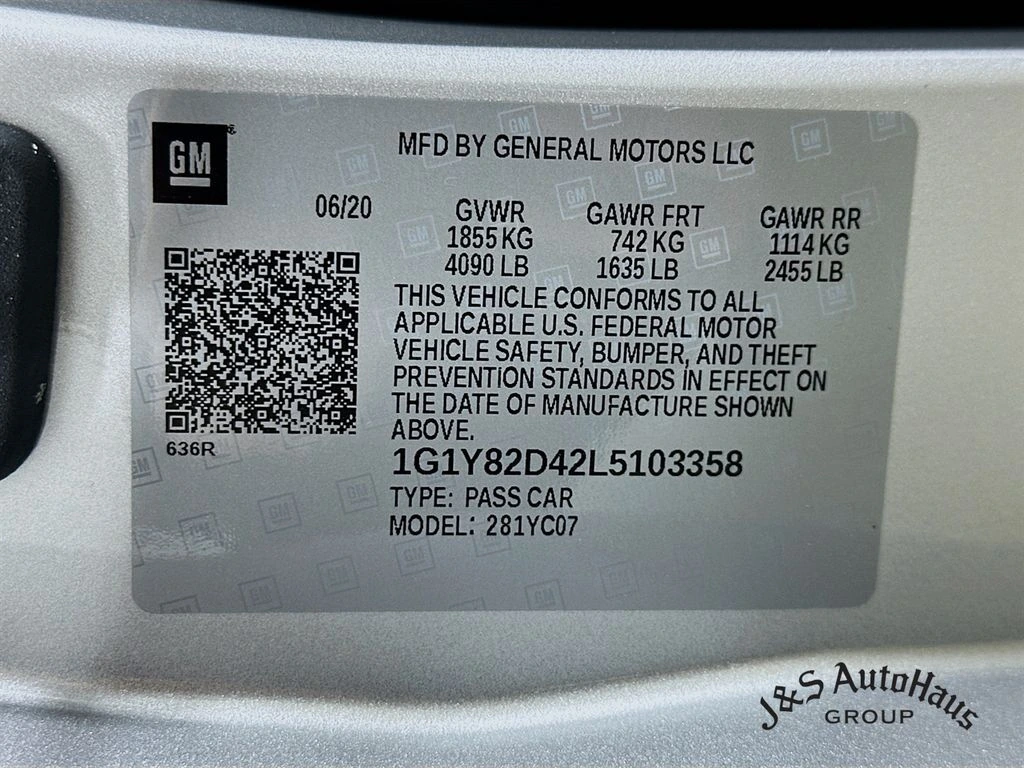 GM
MFD BY GENERAL MOTORS LLC
06/20
GVWR GAWR FRT GAWR RR
1855 KG 742 KG 1114 KG
4090 LB 1635 LB 2455 LB
THIS VEHICLE CONFORMS TO ALL
APPLICABLE U.S. FEDERAL MOTOR
VEHICLE SAFETY, BUMPER, AND THEFT
PREVENTION STANDARDS IN EFFECT ON
THE DATE OF MANUFACTURE SHOWN
ABOVE.
636R
1G1Y82D42L5103358
TYPE: PASS CAR
MODEL: 281YC07
J&S AutoHaus
GROUP